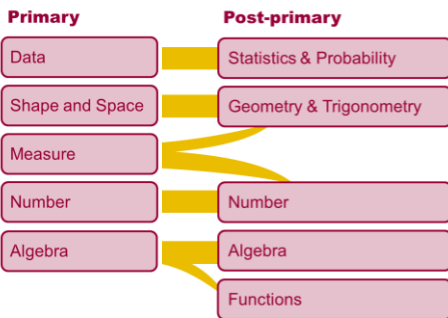 Primary Post-primary
Data Statistics & Probability
Shape and Space Geometry & Trigonometry
Measure
Number Number
Algebra Algebra
Functions